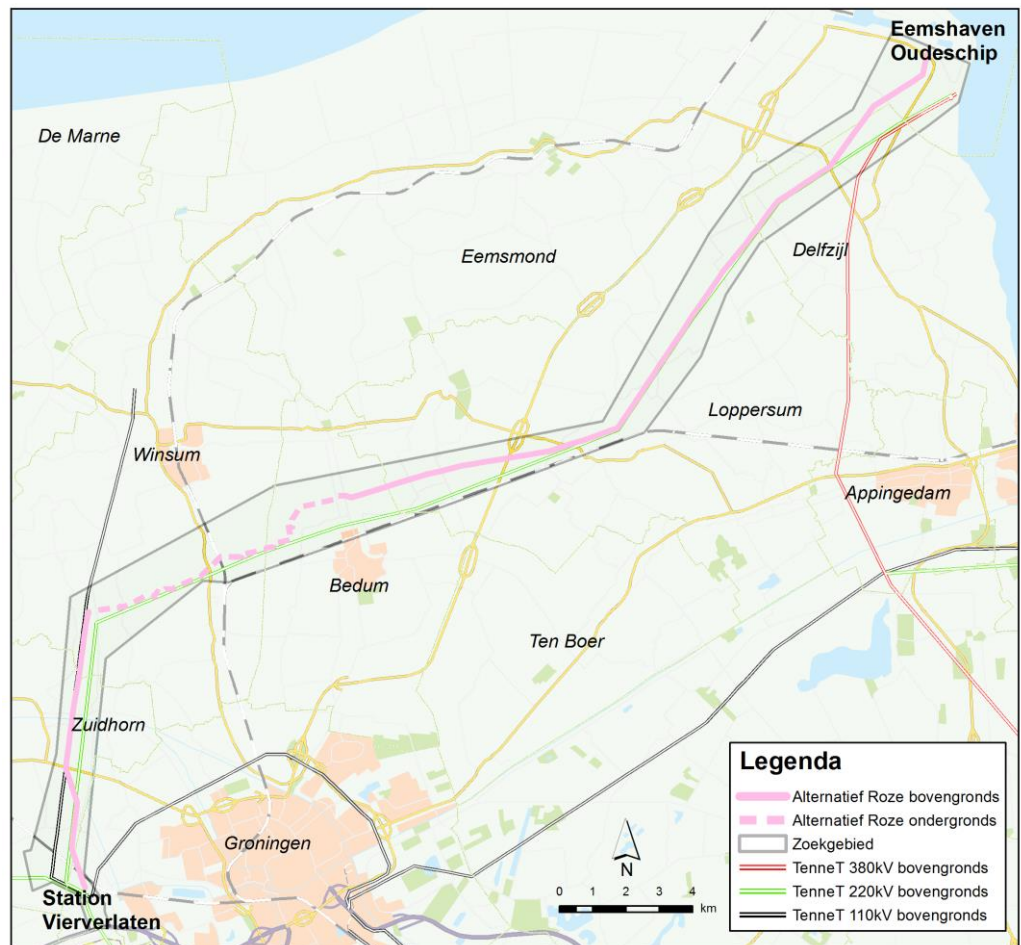 Eemshaven
Oudeschip
De Marne
Eemsmond
Delfzijl
Loppersum
Winsum
Appingedam
Bedum
Ten Boer
Zuidhorn
Groningen
Station
Vierverlaten
N
0 1 2 3 4
km
Legenda
Alternatief Roze bovengronds
Alternatief Roze ondergronds
Zoekgebied
TenneT 380kV bovengronds
TenneT 220kV bovengronds
TenneT 110kV bovengronds